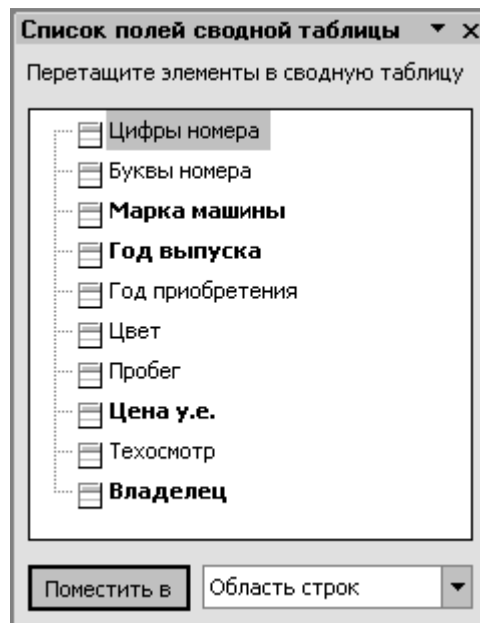 Список полей сводной таблицы
Перетащите элементы в сводную таблицу
Цифры номера
Буквы номера
Марка машины
Год выпуска
Год приобретения
Цвет
Пробег
Цена у.е.
Техосмотр
Владелец
Поместить в Область строк